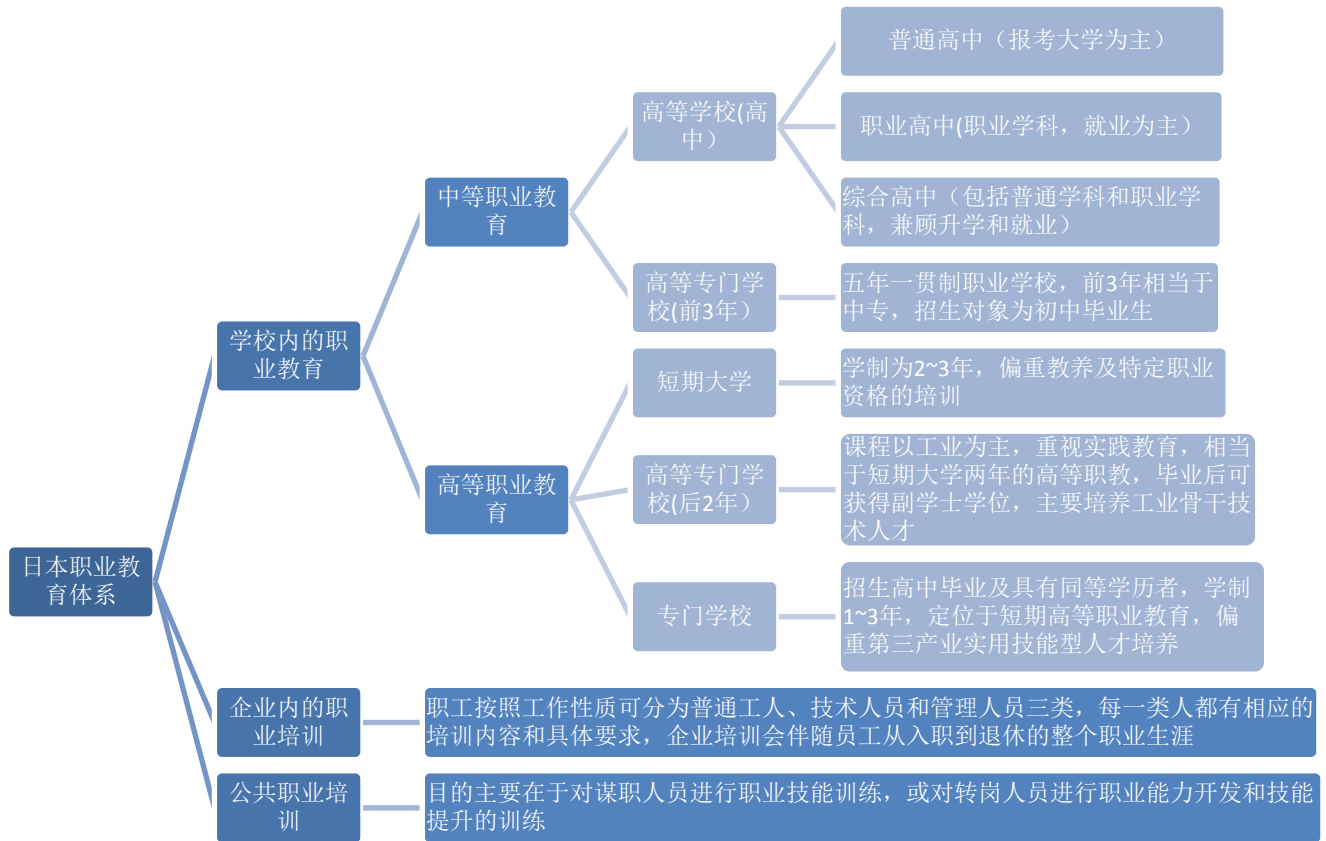 普通高中（报考大学为主）
高等学校(高
中）
职业高中(职业学科，就业为主）
中等职业教
育
综合高中（包括普通学科和职业学
科，兼顾升学和就业）
高等专门学
校(前3年）
五年一贯制职业学校，前3年相当于
中专，招生对象为初中毕业生
学校内的职
业教育
短期大学
学制为2~3年，偏重教养及特定职业
资格的培训
高等职业教
育
高等专门学
校(后2年）
课程以工业为主，重视实践教育，相当
于短期大学两年的高等职教，毕业后可
获得副学士学位，主要培养工业骨干技
术人才
日本职业教
育体系
专门学校
招生高中毕业及具有同等学历者，学制
1~3年，定位于短期高等职业教育，偏
重第三产业实用技能型人才培养
企业内的职
业培训
职工按照工作性质可分为普通工人、技术人员和管理人员三类，每一类人都有相应的
培训内容和具体要求，企业培训会伴随员工从入职到退休的整个职业生涯
公共职业培
训
目的主要在于对谋职人员进行职业技能训练，或对转岗人员进行职业能力开发和技能
提升的训练